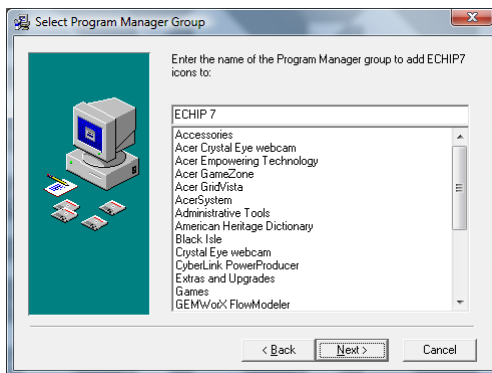 Select Program Manager Group
Enter the name of the Program Manager group to add ECHIP7
icons to:
ECHIP 7
Accessories
Acer Crystal Eye webcam
Acer Empowering Technology
Acer GameZone
Acer GridVista
AcerSystem
Administrative Tools
American Heritage Dictionary
Black Isle
Crystal Eye webcam
CyberLink PowerProducer
Extras and Upgrades
Games
GEMWorX FlowModeler
< Back
Next >
Cancel